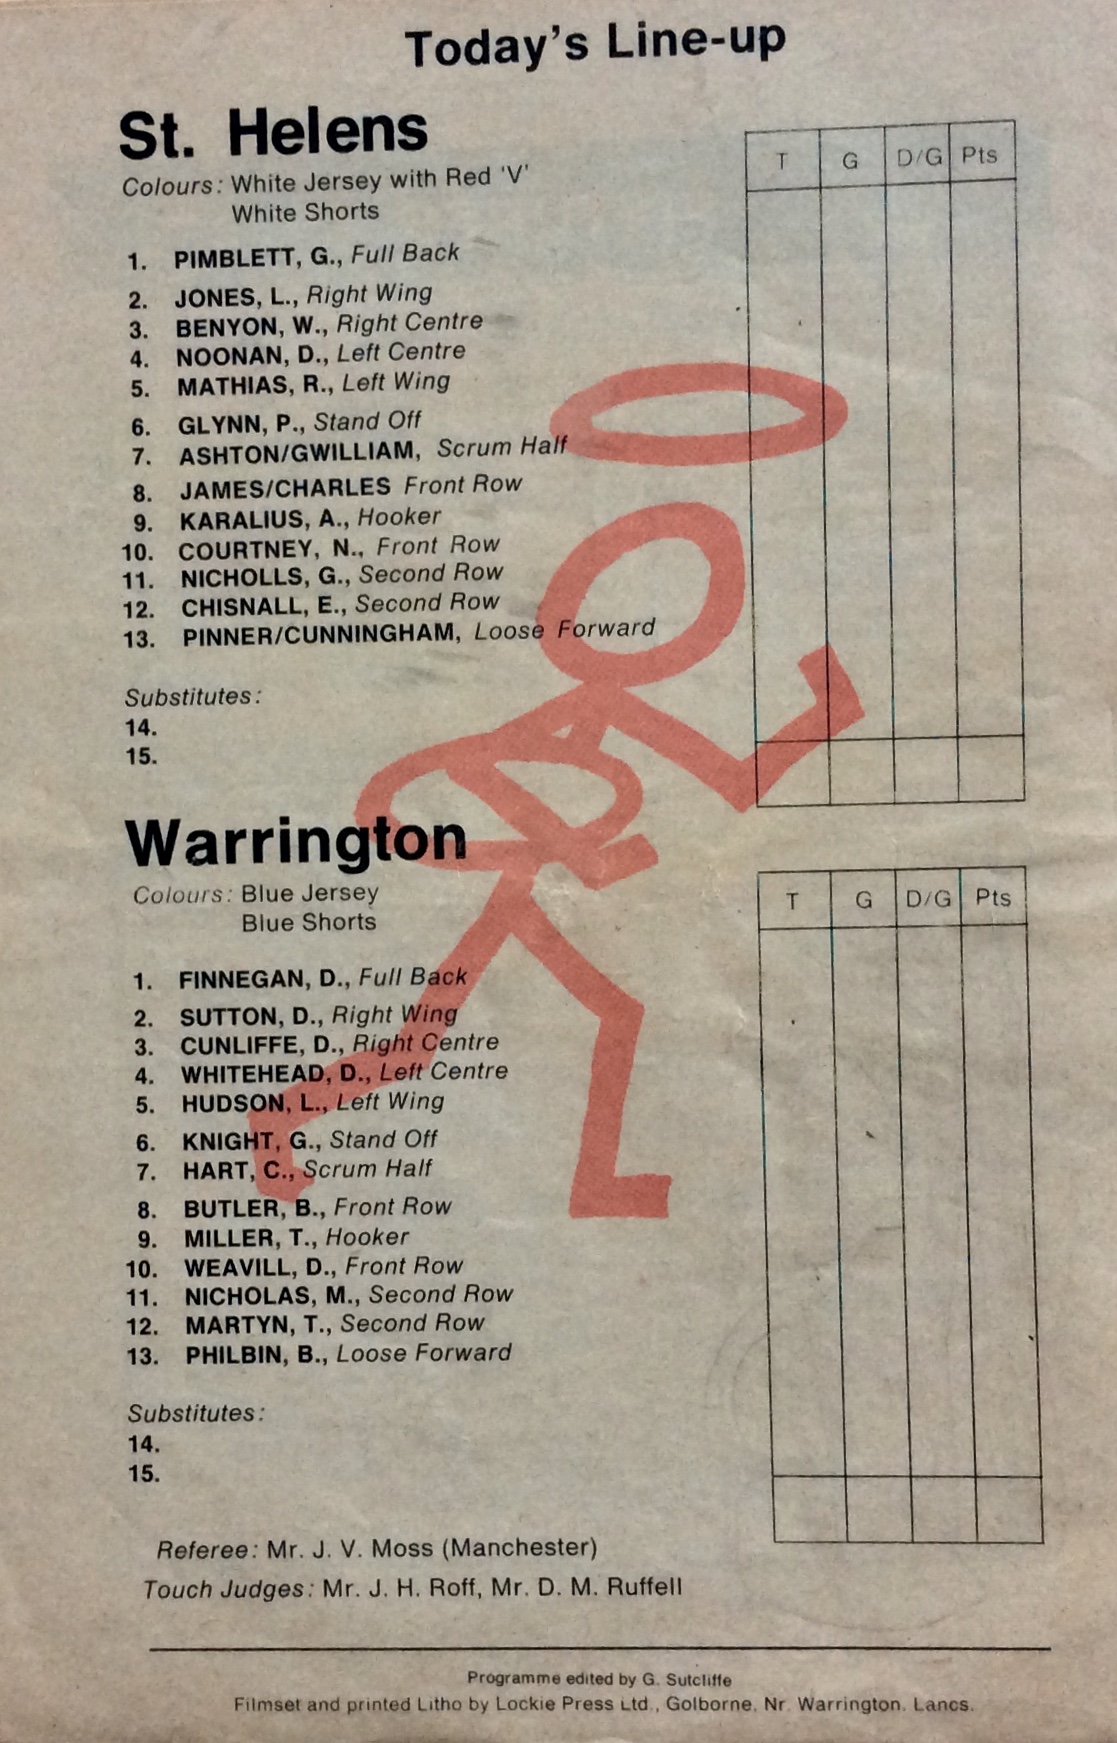 Today's Line-up
St. Helens
Colours: White Jersey with Red 'V'
White Shorts
T G D/G Pts
1. PIMBLETT, G., Full Back
2. JONES, L., Right Wing
3. BENYON, W., Right Centre
4. NOONAN, D., Left Centre
5. MATHIAS, R., Left Wing
6. GLYNN, P., Stand Off
7. ASHTON/GWILLIAM, Scrum Half
8. JAMES/CHARLES Front Row
9. KARALIUS, A., Hooker
10. COURTNEY, N., Front Row
11. NICHOLLS, G., Second Row
12. CHISNALL, E., Second Row
13. PINNER/CUNNINGHAM, Loose Forward
Substitutes:
14.
15.
Warrington
Colours: Blue Jersey
Blue Shorts
T G D/G Pts
1. FINNEGAN, D., Full Back
2. SUTTON, D., Right Wing
3. CUNLIFFE, D., Right Centre
4. WHITEHEAD, D., Left Centre
5. HUDSON, L., Left Wing
6. KNIGHT, G., Stand Off
7. HART, C., Scrum Half
8. BUTLER, B., Front Row
9. MILLER, T., Hooker
10. WEAVILL, D., Front Row
11. NICHOLAS, M., Second Row
12. MARTYN, T., Second Row
13. PHILBIN, B., Loose Forward
Substitutes:
14.
15.
Referee: Mr. J. V. Moss (Manchester)
Touch Judges: Mr. J. H. Roff, Mr. D. M. Ruffell
Programme edited by G. Sutcliffe
Filmset and printed Litho by Lockie Press Ltd., Golborne, Nr. Warrington, Lancs.